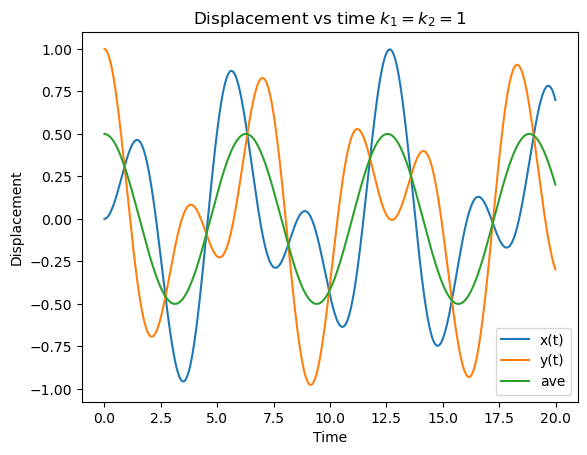 Displacement vs time k₁ = k₂ = 1
Displacement
1.00
0.75
0.50
0.25
0.00
−0.25
−0.50
−0.75
−1.00
0.0 2.5 5.0 7.5 10.0 12.5 15.0 17.5 20.0
Time
x(t)
y(t)
ave